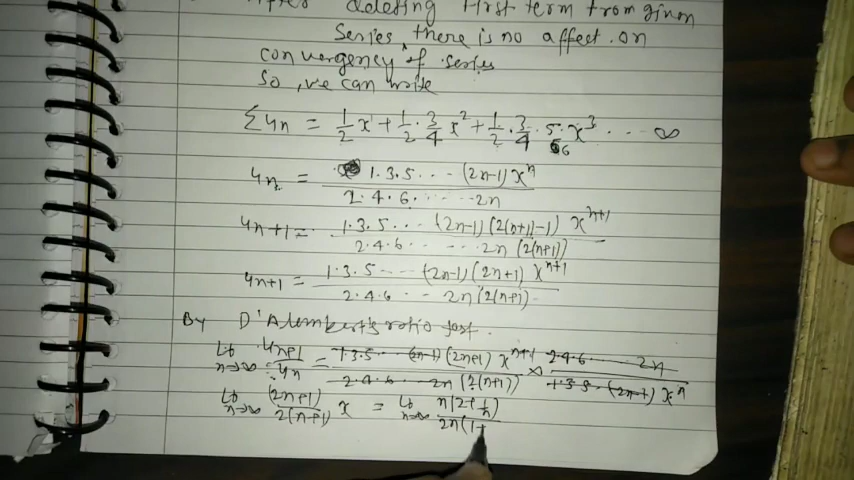 deleting first term from given
series, there is no affect on
convergency of series
So, we can write
Σun = 1/2 x + 1/2 · 3/4 x² + 1/2 · 3/4 · 5/6 x³ ... ∞
un = 1·3·5 ... (2n-1) x^n / 2·4·6 ... 2n
un+1 = 1·3·5 ... (2n-1)(2(n+1)-1) x^(n+1) / 2·4·6 ... 2n(2(n+1))
un+1 = 1·3·5 ... (2n-1)(2n+1) x^(n+1) / 2·4·6 ... 2n(2(n+1))
By D'Alembert's ratio test.
Lt n→∞ un+1/un = 1·3·5 ... (2n-1)(2n+1) x^(n+1) / 2·4·6 ... 2n(2(n+1)) × 2·4·6 ... 2n / 1·3·5 ... (2n-1) x^n
Lt n→∞ (2n+1)/2(n+1) x = Lt n→∞ n(2+1/n) / 2n(1+